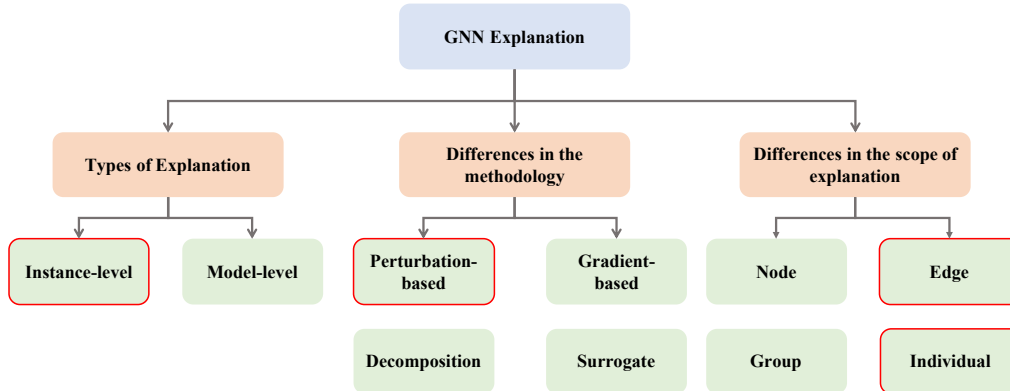 GNN Explanation
Types of Explanation
Differences in the
methodology
Differences in the scope of
explanation
Instance-level
Model-level
Perturbation-
based
Gradient-
based
Node
Edge
Decomposition
Surrogate
Group
Individual